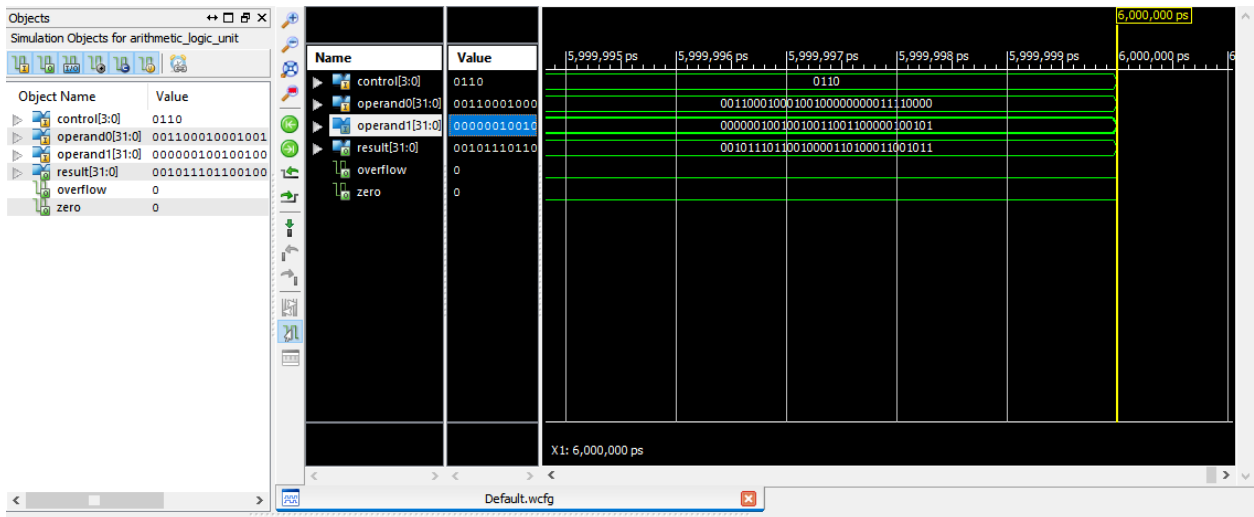 Objects
Simulation Objects for arithmetic_logic_unit
Object Name Value
control[3:0] 0110
operand0[31:0] 001100010001001
operand1[31:0] 000000100100100
result[31:0] 001011101100100
overflow 0
zero 0
Name Value
control[3:0] 0110
operand0[31:0] 00110001000
operand1[31:0] 00000010010
result[31:0] 00101110110
overflow 0
zero 0
6,000,000 ps
5,999,995 ps 5,999,996 ps 5,999,997 ps 5,999,998 ps 5,999,999 ps 6,000,000 ps 6
0110
00110001000100100000000011110000
00000010010010011001100000100101
00101110110010000110100011001011
X1: 6,000,000 ps
Default.wcfg